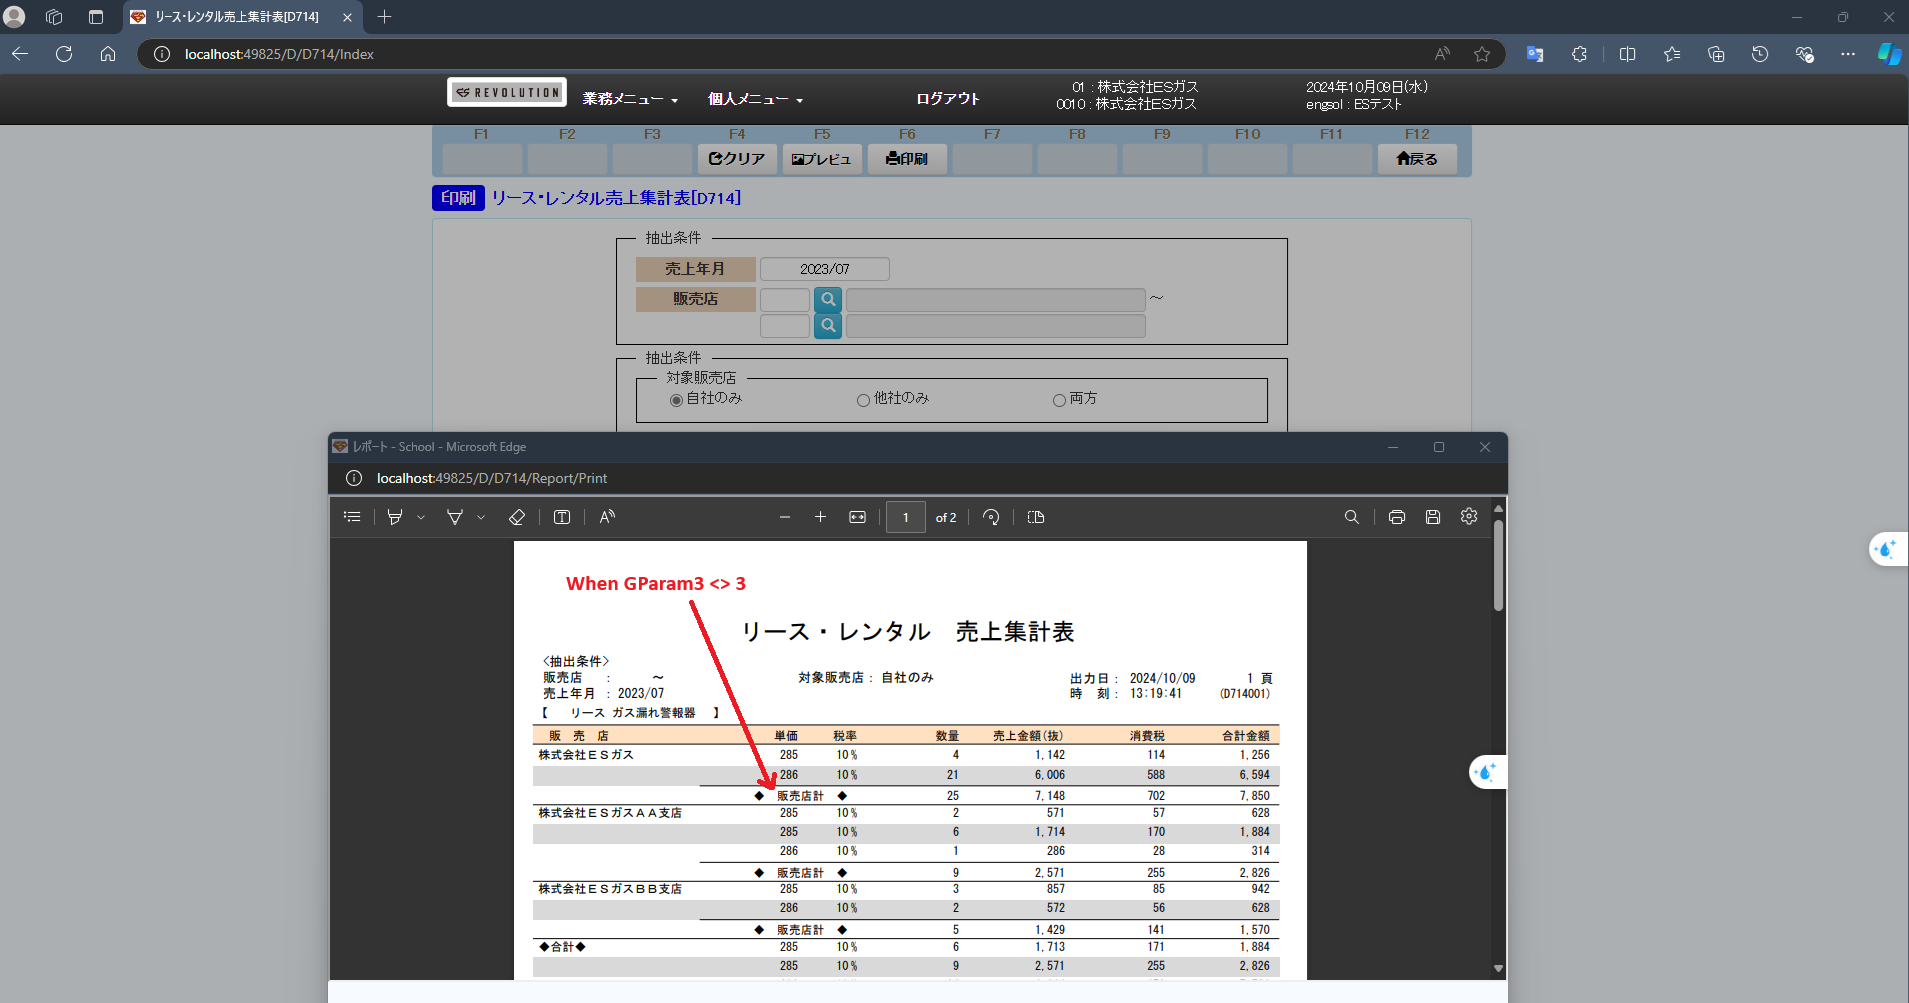 リース・レンタル売上集計表[D714]
localhost:49825/D/D714/Index
REVOLUTION 業務メニュー 個人メニュー ログアウト
01 : 株式会社ESガス
0010 : 株式会社ESガス
2024年10月09日(水)
engsol : ESテスト
F1 F2 F3 F4 F5 F6 F7 F8 F9 F10 F11 F12
クリア プレビュ 印刷 戻る
印刷 リース・レンタル売上集計表[D714]
抽出条件
売上年月 2023/07
販売店 ～
抽出条件
対象販売店
自社のみ 他社のみ 両方
レポート - School - Microsoft Edge
localhost:49825/D/D714/Report/Print
1 of 2
When GParam3 <> 3
リース・レンタル 売上集計表
<抽出条件>
販売店 : ～ 対象販売店 : 自社のみ 出力日 : 2024/10/09 1 頁
売上年月 : 2023/07 時 刻 : 13:19:41 (D714001)
【 リース ガス漏れ警報器 】
販 売 店 単価 税率 数量 売上金額(抜) 消費税 合計金額
株式会社ESガス 285 10% 4 1,142 114 1,256
286 10% 21 6,006 588 6,594
◆ 販売店計 ◆ 25 7,148 702 7,850
株式会社ESガスAA支店 285 10% 2 571 57 628
285 10% 6 1,714 170 1,884
286 10% 1 286 28 314
◆ 販売店計 ◆ 9 2,571 255 2,826
株式会社ESガスBB支店 285 10% 3 857 85 942
286 10% 2 572 56 628
◆ 販売店計 ◆ 5 1,429 141 1,570
◆合計◆ 285 10% 6 1,713 171 1,884
285 10% 9 2,571 255 2,826